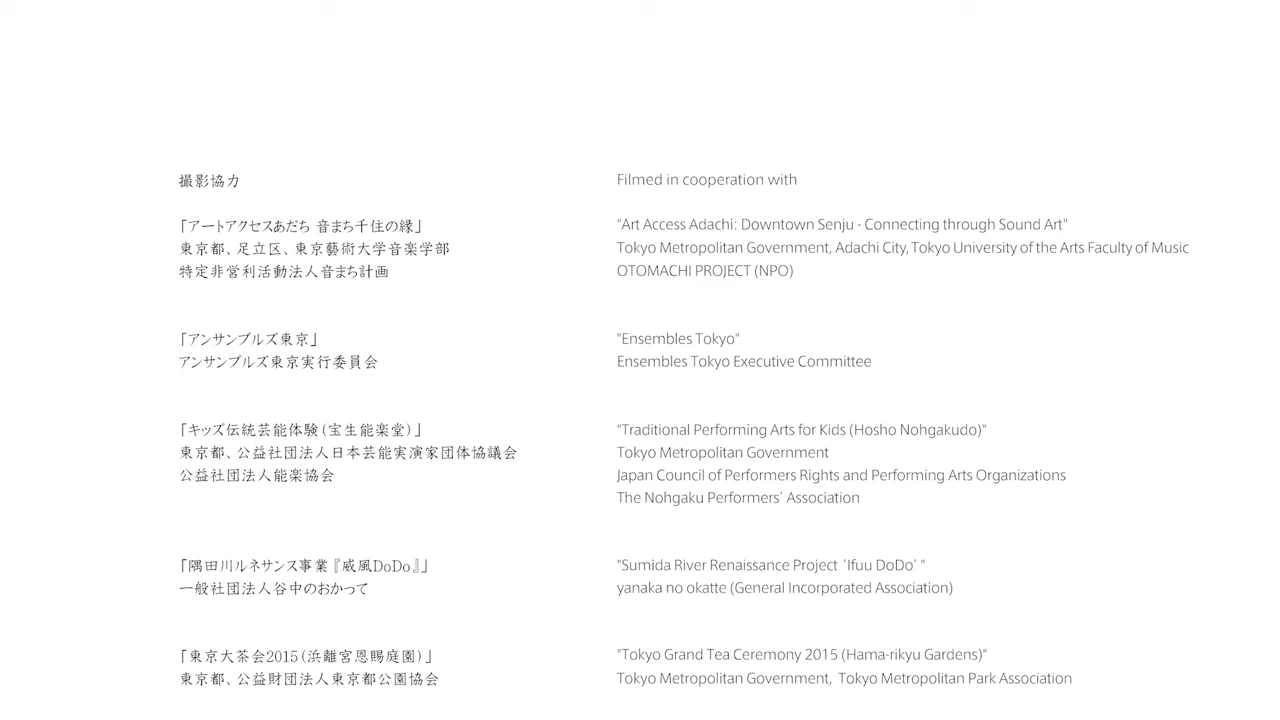 撮影協力
Filmed in cooperation with
「アートアクセスあだち 音まち千住の縁」
"Art Access Adachi: Downtown Senju - Connecting through Sound Art"
東京都、足立区、東京藝術大学音楽学部
Tokyo Metropolitan Government, Adachi City, Tokyo University of the Arts Faculty of Music
特定非営利活動法人音まち計画
OTOMACHI PROJECT (NPO)
「アンサンブルズ東京」
"Ensembles Tokyo"
アンサンブルズ東京実行委員会
Ensembles Tokyo Executive Committee
「キッズ伝統芸能体験(宝生能楽堂)」
"Traditional Performing Arts for Kids (Hosho Nohgakudo)"
東京都、公益社団法人日本芸能実演家団体協議会
Tokyo Metropolitan Government
公益社団法人能楽協会
Japan Council of Performers Rights and Performing Arts Organizations
The Nohgaku Performers' Association
「隅田川ルネサンス事業『威風DoDo』」
"Sumida River Renaissance Project 'Ifuu DoDo' "
一般社団法人谷中のおかって
yanaka no okatte (General Incorporated Association)
「東京大茶会2015(浜離宮恩賜庭園)」
"Tokyo Grand Tea Ceremony 2015 (Hama-rikyu Gardens)"
東京都、公益財団法人東京都公園協会
Tokyo Metropolitan Government, Tokyo Metropolitan Park Association